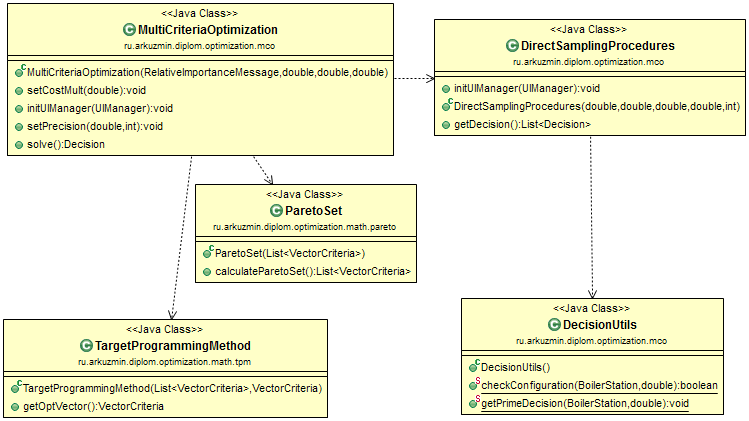 <<Java Class>>
MultiCriteriaOptimization
ru.arkuzmin.diplom.optimization.mco
MultiCriteriaOptimization(RelativeImportanceMessage,double,double,double)
setCostMult(double):void
initUIManager(UIManager):void
setPrecision(double,int):void
solve():Decision
<<Java Class>>
DirectSamplingProcedures
ru.arkuzmin.diplom.optimization.mco
initUIManager(UIManager):void
DirectSamplingProcedures(double,double,double,double,int)
getDecision():List<Decision>
<<Java Class>>
ParetoSet
ru.arkuzmin.diplom.optimization.math.pareto
ParetoSet(List<VectorCriteria>)
calculateParetoSet():List<VectorCriteria>
<<Java Class>>
TargetProgrammingMethod
ru.arkuzmin.diplom.optimization.math.tpm
TargetProgrammingMethod(List<VectorCriteria>,VectorCriteria)
getOptVector():VectorCriteria
<<Java Class>>
DecisionUtils
ru.arkuzmin.diplom.optimization.mco
DecisionUtils()
checkConfiguration(BoilerStation,double):boolean
getPrimeDecision(BoilerStation,double):void